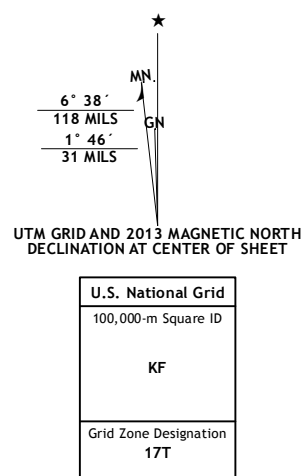 ★
MN.
6° 38´
GN
118 MILS
1° 46´
31 MILS
UTM GRID AND 2013 MAGNETIC NORTH
DECLINATION AT CENTER OF SHEET
U.S. National Grid
100,000-m Square ID
KF
Grid Zone Designation
17T